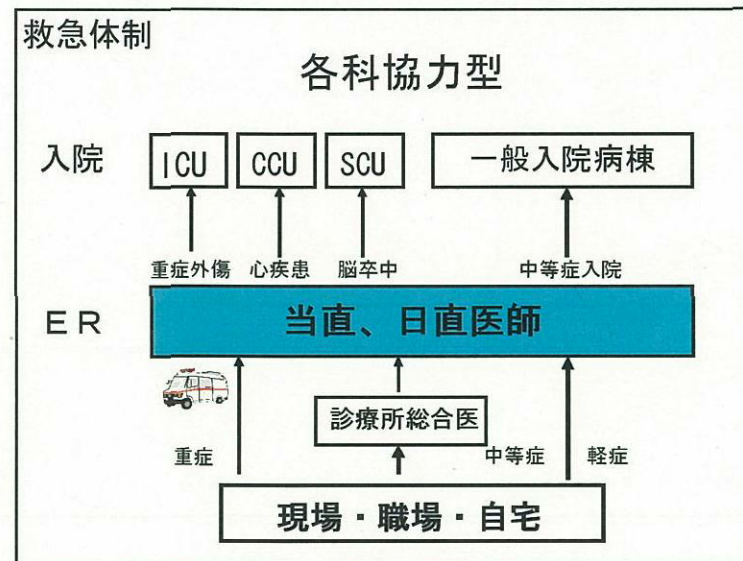 救急体制
各科協力型
入院
ICU
CCU
SCU
一般入院病棟
重症外傷
心疾患
脳卒中
中等症入院
ER
当直、日直医師
診療所総合医
重症
中等症
軽症
現場・職場・自宅